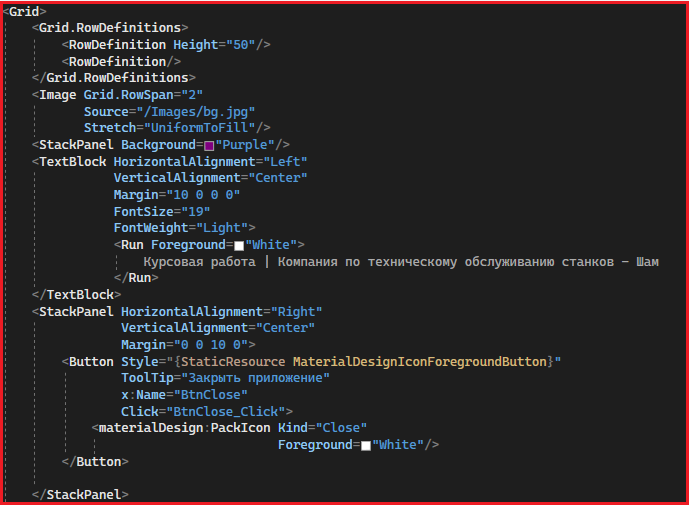 <Grid>
<Grid.RowDefinitions>
<RowDefinition Height="50"/>
<RowDefinition/>
</Grid.RowDefinitions>
<Image Grid.RowSpan="2"
Source="/Images/bg.jpg"
Stretch="UniformToFill"/>
<StackPanel Background="Purple"/>
<TextBlock HorizontalAlignment="Left"
VerticalAlignment="Center"
Margin="10 0 0 0"
FontSize="19"
FontWeight="Light">
<Run Foreground="White">
Курсовая работа | Компания по техническому обслуживанию станков – Шам
</Run>
</TextBlock>
<StackPanel HorizontalAlignment="Right"
VerticalAlignment="Center"
Margin="0 0 10 0">
<Button Style="{StaticResource MaterialDesignIconForegroundButton}"
ToolTip="Закрыть приложение"
x:Name="BtnClose"
Click="BtnClose_Click">
<materialDesign:PackIcon Kind="Close"
Foreground="White"/>
</Button>
</StackPanel>